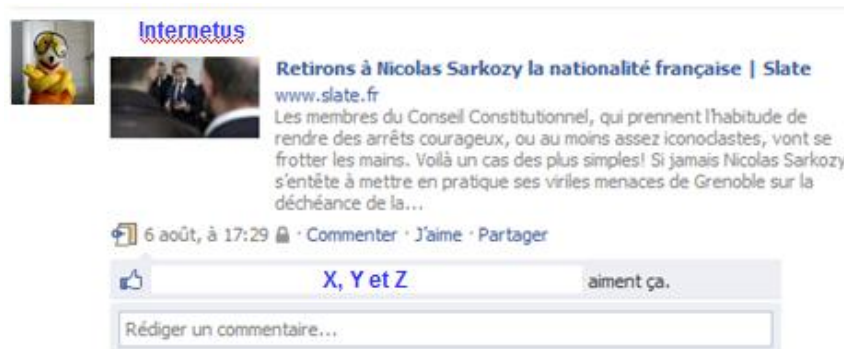 Internetus
Retirons à Nicolas Sarkozy la nationalité française | Slate
www.slate.fr
Les membres du Conseil Constitutionnel, qui prennent l'habitude de
rendre des arrêts courageux, ou au moins assez iconoclastes, vont se
frotter les mains. Voilà un cas des plus simples! Si jamais Nicolas Sarkozy
s'entête à mettre en pratique ses viriles menaces de Grenoble sur la
déchéance de la...
6 août, à 17:29 · Commenter · J'aime · Partager
X, Y et Z aiment ça.
Rédiger un commentaire...